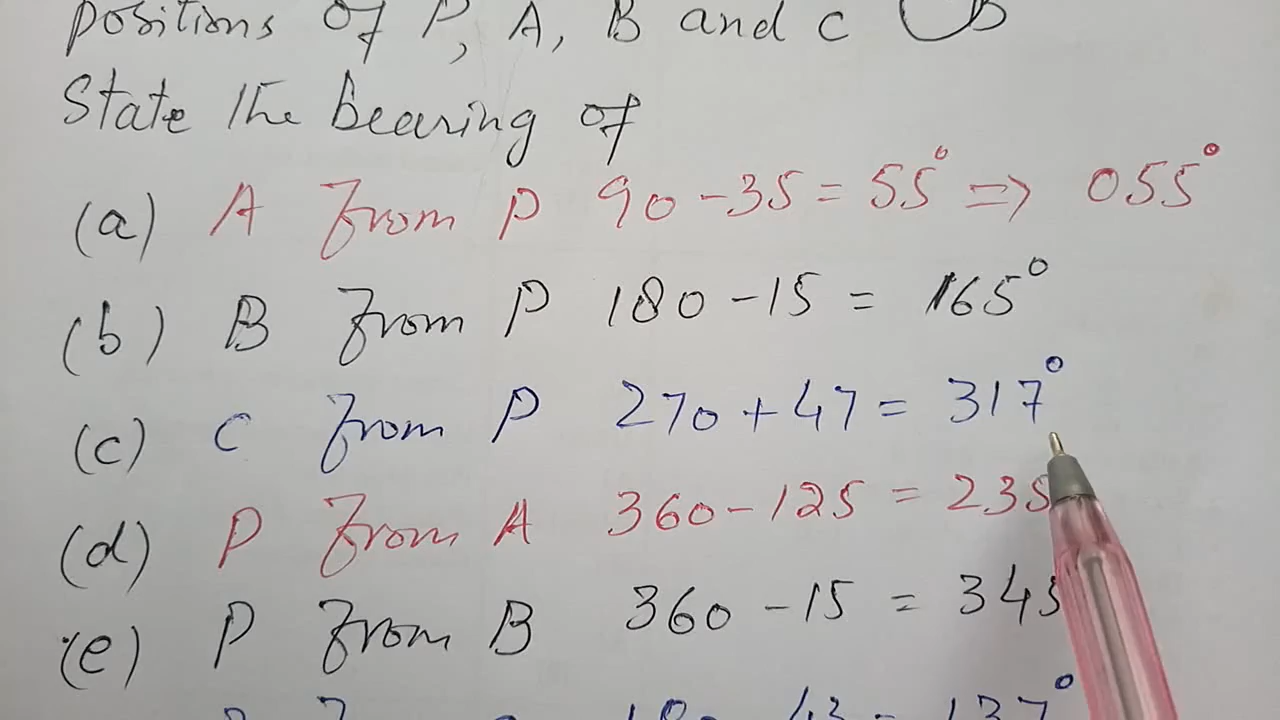 positions of P, A, B and C B
State the bearing of
(a) A from P 90 - 35 = 55° => 055°
(b) B from P 180 - 15 = 165°
(c) C from P 270 + 47 = 317°
(d) P from A 360 - 125 = 235
(e) P from B 360 - 15 = 345
137°